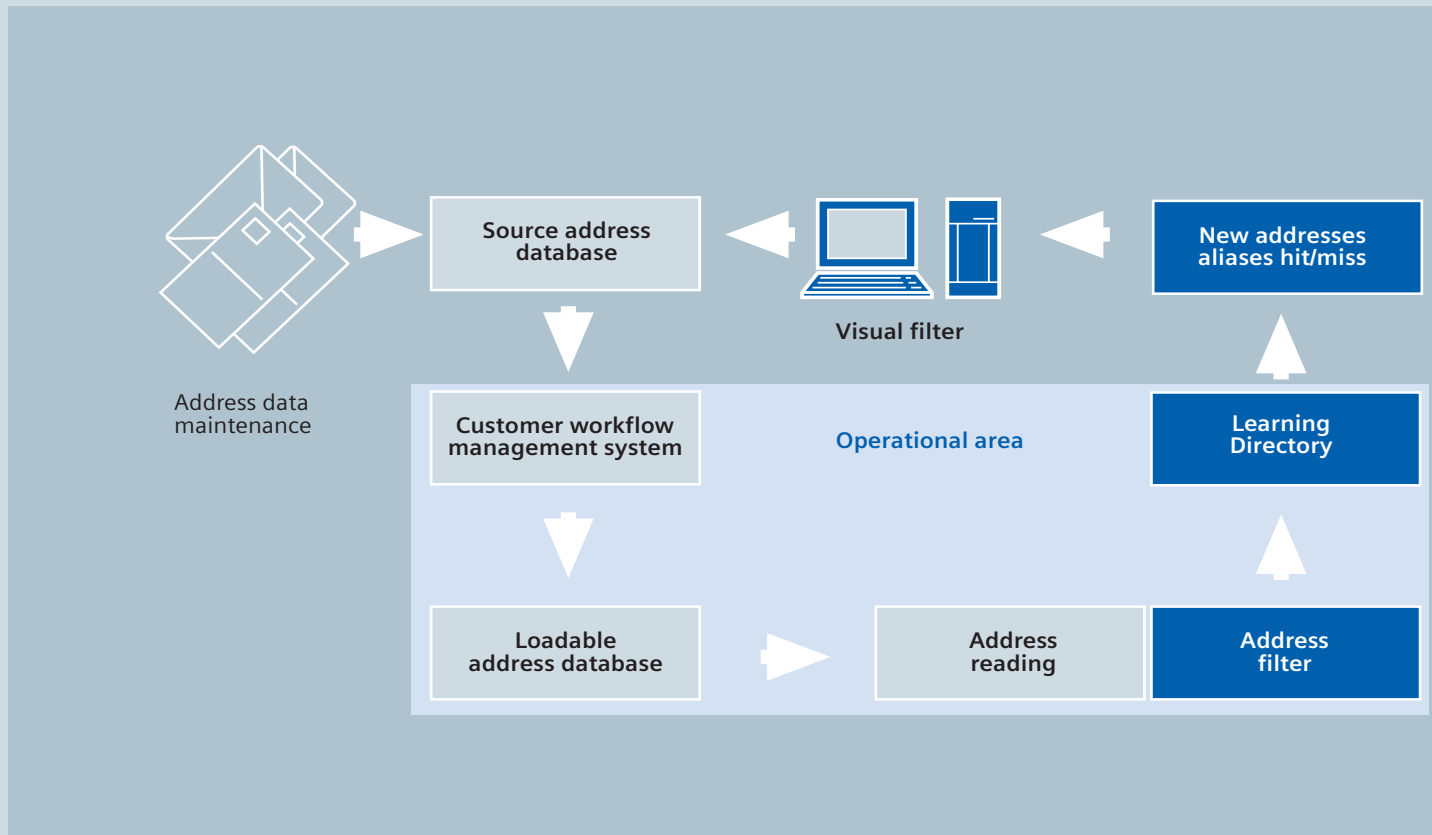 Source address
database
New addresses
aliases hit/miss
Visual filter
Address data
maintenance
Customer workflow
management system
Operational area
Learning
Directory
Loadable
address database
Address
reading
Address
filter